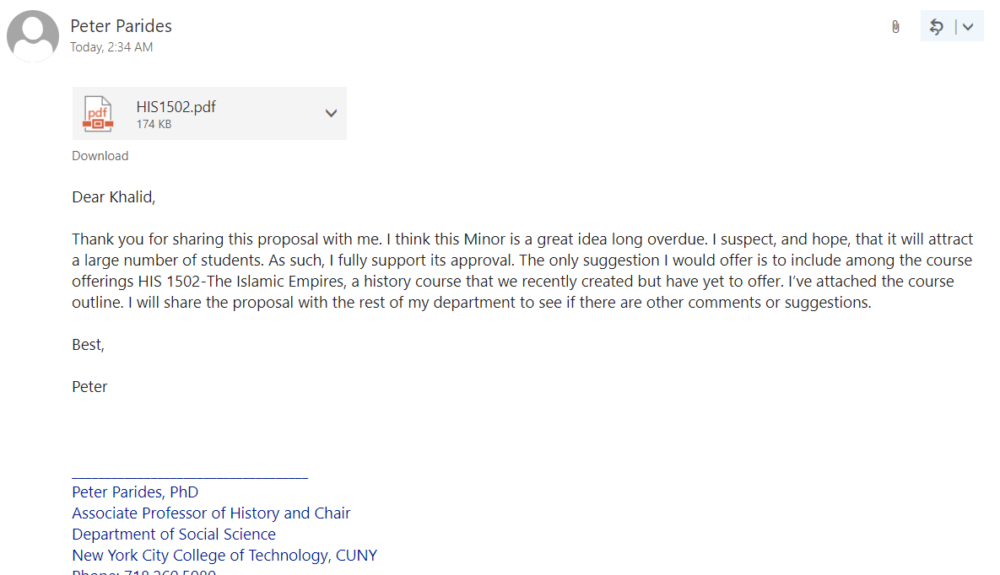 Peter Parides
Today, 2:34 AM
pdf
HIS1502.pdf
174 KB
Download
Dear Khalid,
Thank you for sharing this proposal with me. I think this Minor is a great idea long overdue. I suspect, and hope, that it will attract
a large number of students. As such, I fully support its approval. The only suggestion I would offer is to include among the course
offerings HIS 1502-The Islamic Empires, a history course that we recently created but have yet to offer. I’ve attached the course
outline. I will share the proposal with the rest of my department to see if there are other comments or suggestions.
Best,
Peter
___________________________________
Peter Parides, PhD
Associate Professor of History and Chair
Department of Social Science
New York City College of Technology, CUNY
Phone: 718.260.5080